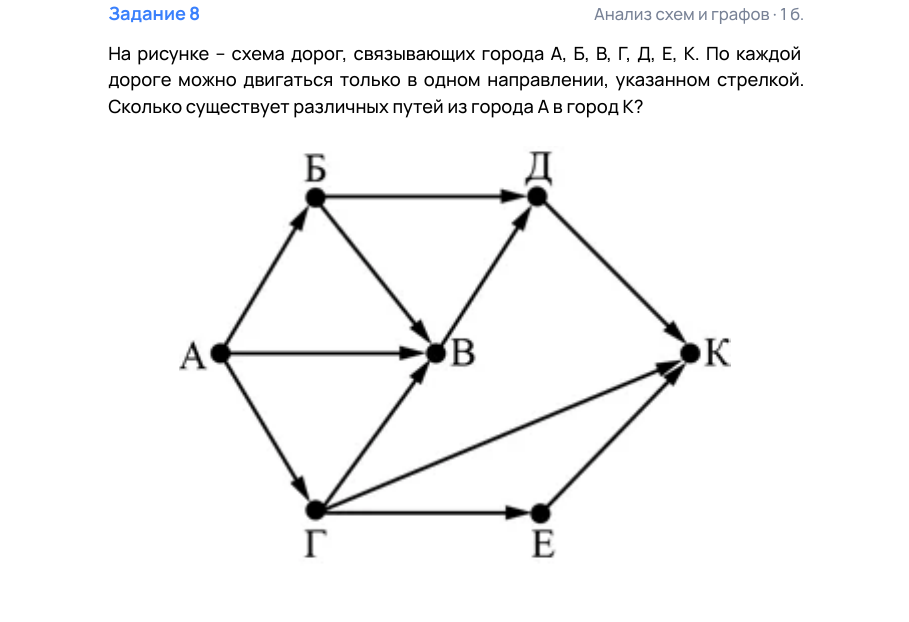 Задание 8
Анализ схем и графов · 1 б.
На рисунке – схема дорог, связывающих города А, Б, В, Г, Д, Е, К. По каждой
дороге можно двигаться только в одном направлении, указанном стрелкой.
Сколько существует различных путей из города А в город К?
Б
Д
А
В
К
Г
Е